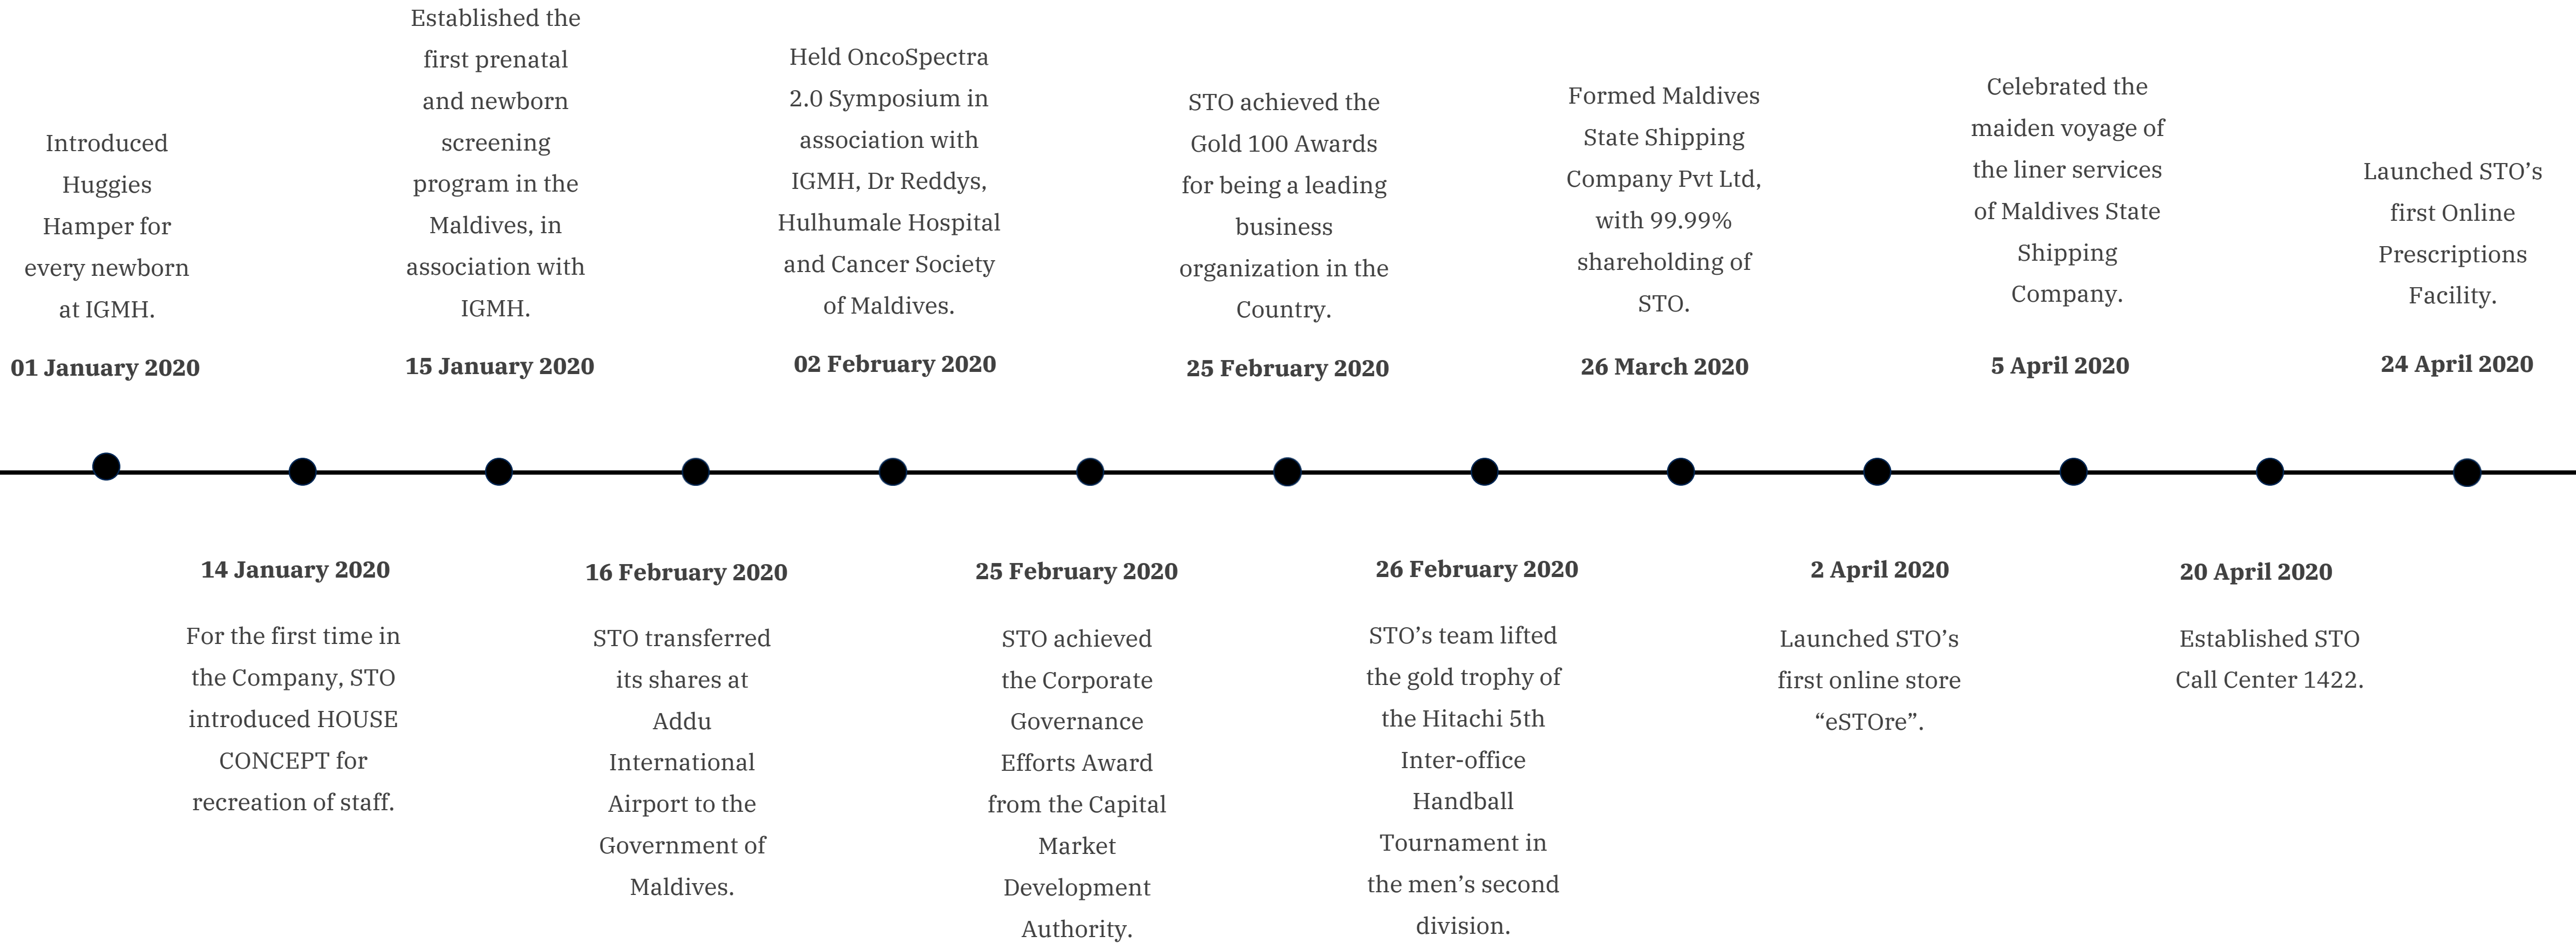 Introduced
Huggies
Hamper for
every newborn
at IGMH.
01 January 2020
Established the
first prenatal
and newborn
screening
program in the
Maldives, in
association with
IGMH.
15 January 2020
Held OncoSpectra
2.0 Symposium in
association with
IGMH, Dr Reddys,
Hulhumale Hospital
and Cancer Society
of Maldives.
02 February 2020
STO achieved the
Gold 100 Awards
for being a leading
business
organization in the
Country.
25 February 2020
Formed Maldives
State Shipping
Company Pvt Ltd,
with 99.99%
shareholding of
STO.
26 March 2020
Celebrated the
maiden voyage of
the liner services
of Maldives State
Shipping
Company.
5 April 2020
Launched STO’s
first Online
Prescriptions
Facility.
24 April 2020
14 January 2020
For the first time in
the Company, STO
introduced HOUSE
CONCEPT for
recreation of staff.
16 February 2020
STO transferred
its shares at
Addu
International
Airport to the
Government of
Maldives.
25 February 2020
STO achieved
the Corporate
Governance
Efforts Award
from the Capital
Market
Development
Authority.
26 February 2020
STO’s team lifted
the gold trophy of
the Hitachi 5th
Inter-office
Handball
Tournament in
the men’s second
division.
2 April 2020
Launched STO’s
first online store
“eSTOre”.
20 April 2020
Established STO
Call Center 1422.